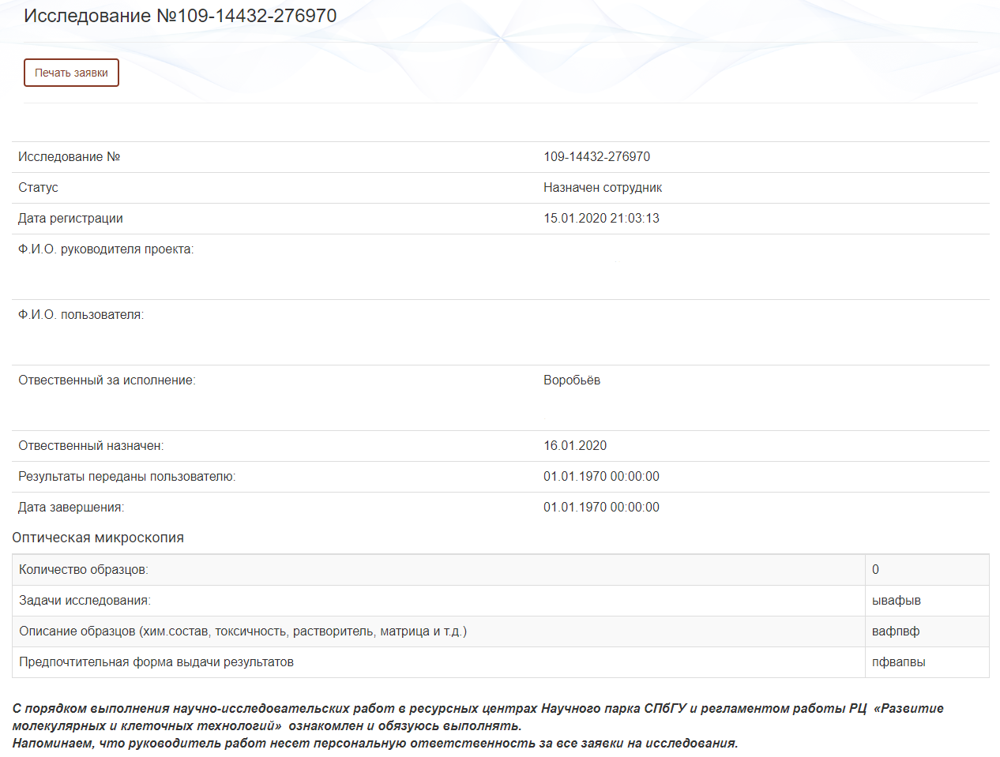 Исследование №109-14432-276970
Печать заявки
Исследование № 109-14432-276970
Статус Назначен сотрудник
Дата регистрации 15.01.2020 21:03:13
Ф.И.О. руководителя проекта:
Ф.И.О. пользователя:
Отвественный за исполнение: Воробьёв
Отвественный назначен: 16.01.2020
Результаты переданы пользователю: 01.01.1970 00:00:00
Дата завершения: 01.01.1970 00:00:00
Оптическая микроскопия
Количество образцов: 0
Задачи исследования: ывафыв
Описание образцов (хим.состав, токсичность, растворитель, матрица и т.д.) вафпвф
Предпочтительная форма выдачи результатов пфвапвы
С порядком выполнения научно-исследовательских работ в ресурсных центрах Научного парка СПбГУ и регламентом работы РЦ «Развитие
молекулярных и клеточных технологий» ознакомлен и обязуюсь выполнять.
Напоминаем, что руководитель работ несет персональную ответственность за все заявки на исследования.